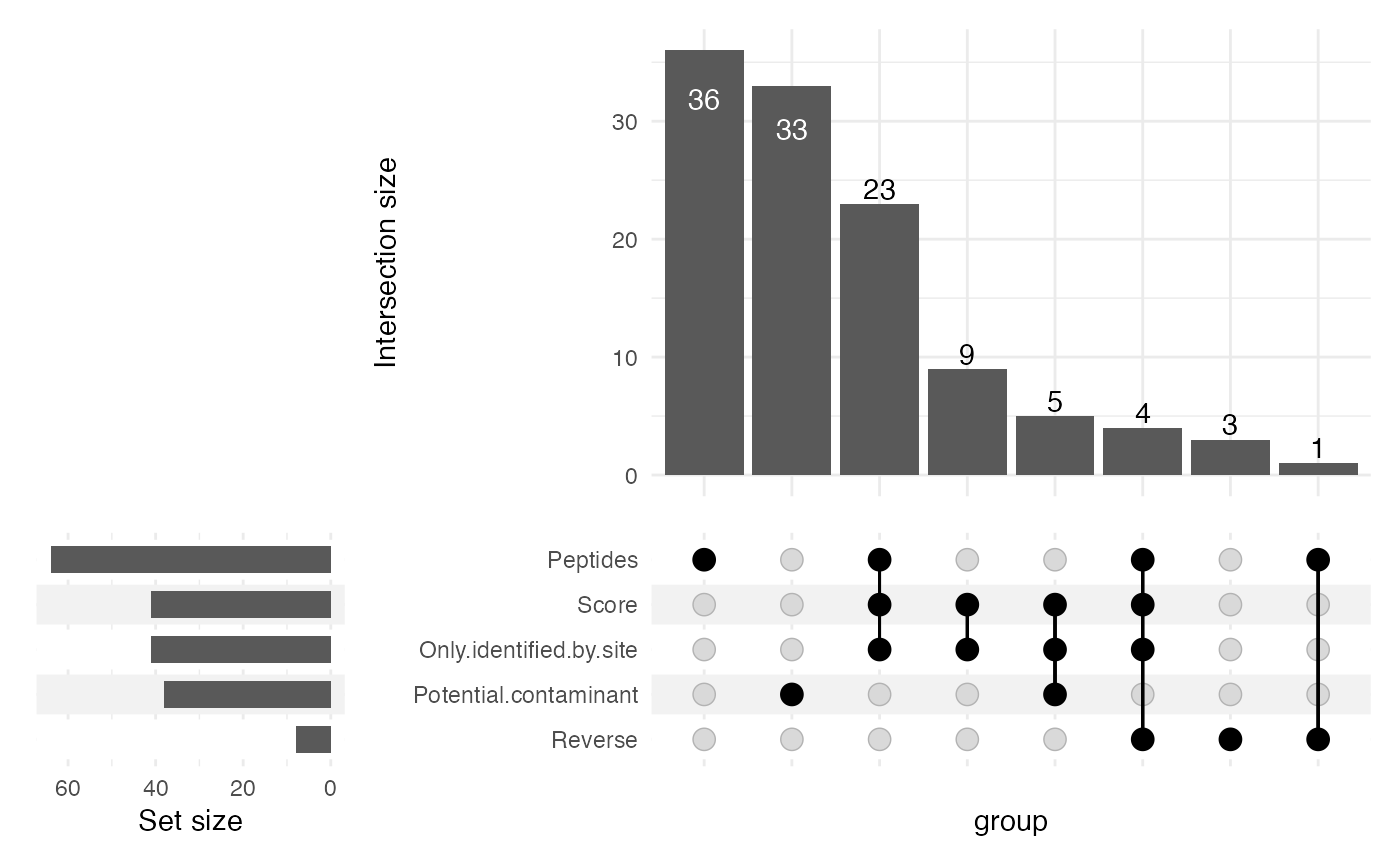 36
33
23
9
5
4
3
1
Intersection size
30
20
10
0
Peptides
Score
Only.identified.by.site
Potential.contaminant
Reverse
60 40 20 0
Set size
group